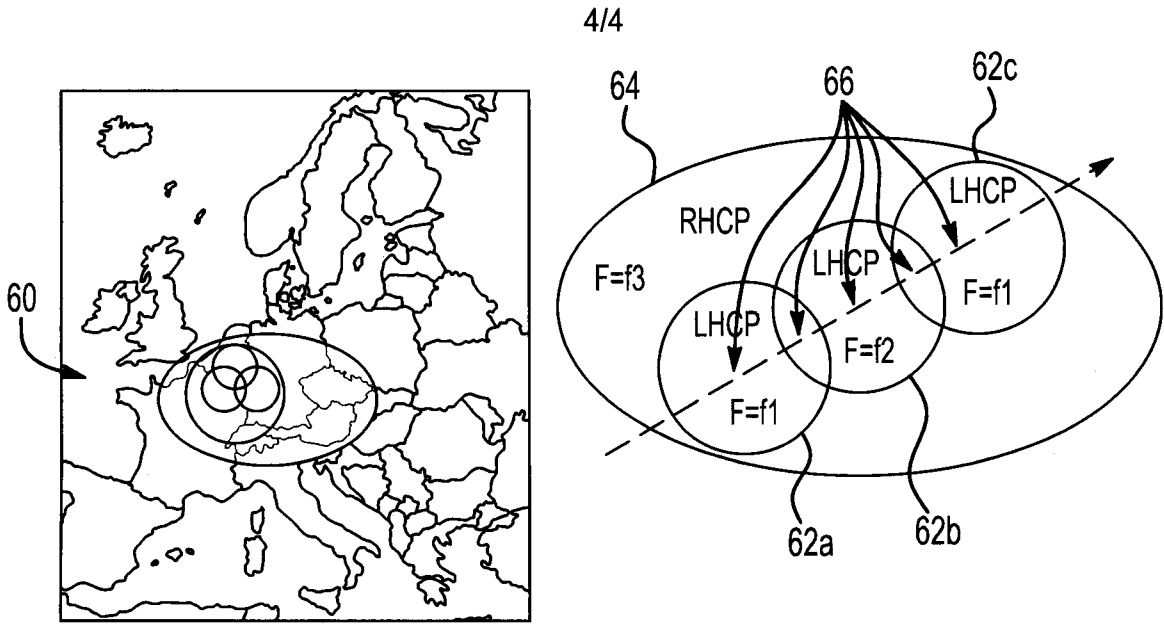 4/4
64
66
62c
LHCP
RHCP
LHCP
F=f3
F=f1
60
LHCP
F=f2
F=f1
62a
62b